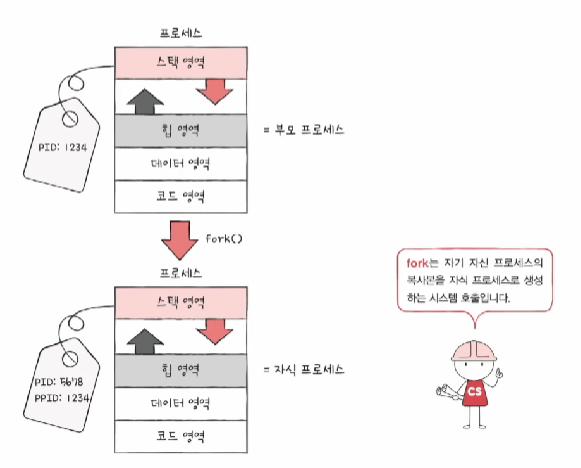 프로세스
스택 영역
힙 영역
데이터 영역
코드 영역
PID: 1234
= 부모 프로세스
fork()
프로세스
스택 영역
힙 영역
데이터 영역
코드 영역
PID: 5678
PPID: 1234
= 자식 프로세스
fork는 자기 자신 프로세스의
복사본을 자식 프로세스로 생성
하는 시스템 호출입니다.
CS